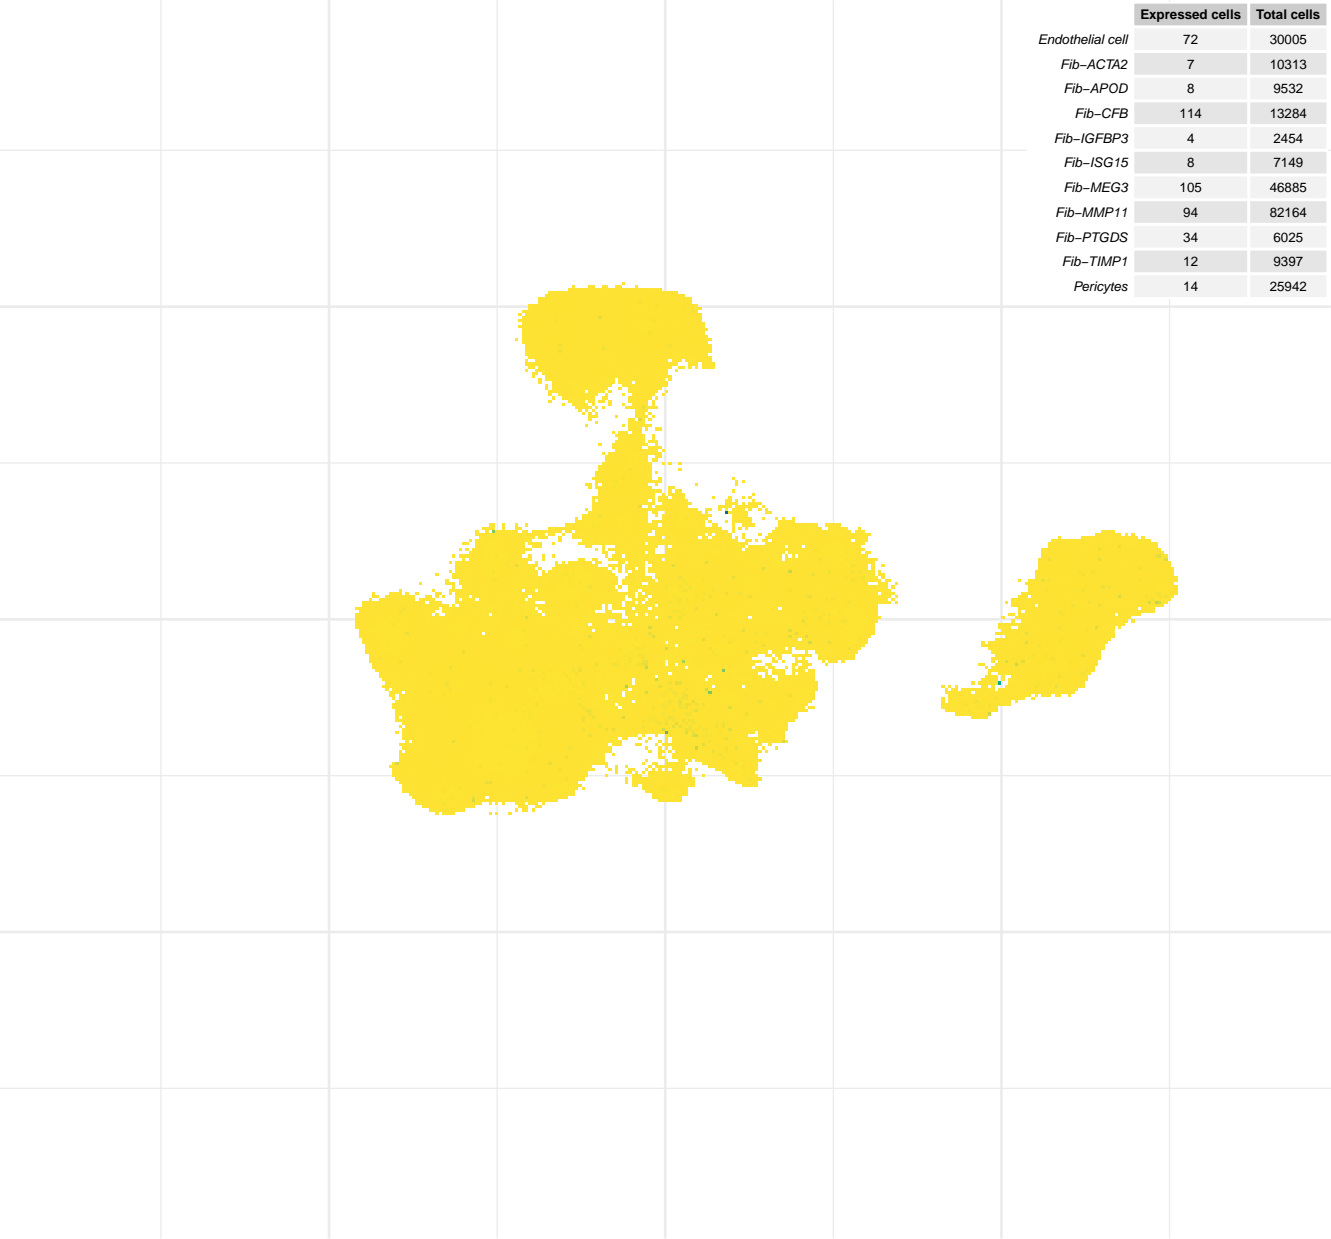 Expressed cells Total cells
Endothelial cell 72 30005
Fib−ACTA2 7 10313
Fib−APOD 8 9532
Fib−CFB 114 13284
Fib−IGFBP3 4 2454
Fib−ISG15 8 7149
Fib−MEG3 105 46885
Fib−MMP11 94 82164
Fib−PTGDS 34 6025
Fib−TIMP1 12 9397
Pericytes 14 25942